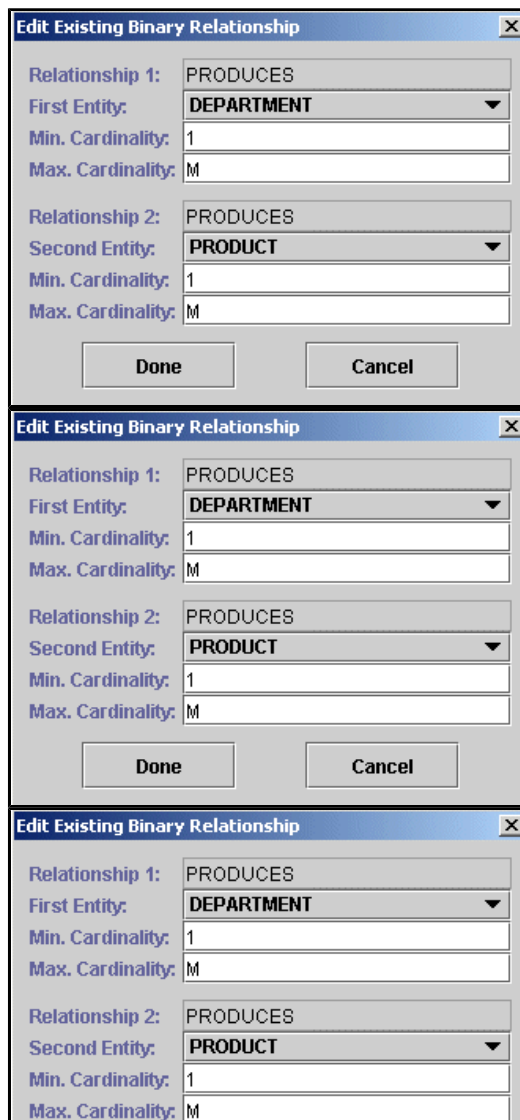 Edit Existing Binary Relationship
Relationship 1: PRODUCES
First Entity: DEPARTMENT
Min. Cardinality: 1
Max. Cardinality: M
Relationship 2: PRODUCES
Second Entity: PRODUCT
Min. Cardinality: 1
Max. Cardinality: M
Done Cancel
Edit Existing Binary Relationship
Relationship 1: PRODUCES
First Entity: DEPARTMENT
Min. Cardinality: 1
Max. Cardinality: M
Relationship 2: PRODUCES
Second Entity: PRODUCT
Min. Cardinality: 1
Max. Cardinality: M
Done Cancel
Edit Existing Binary Relationship
Relationship 1: PRODUCES
First Entity: DEPARTMENT
Min. Cardinality: 1
Max. Cardinality: M
Relationship 2: PRODUCES
Second Entity: PRODUCT
Min. Cardinality: 1
Max. Cardinality: M